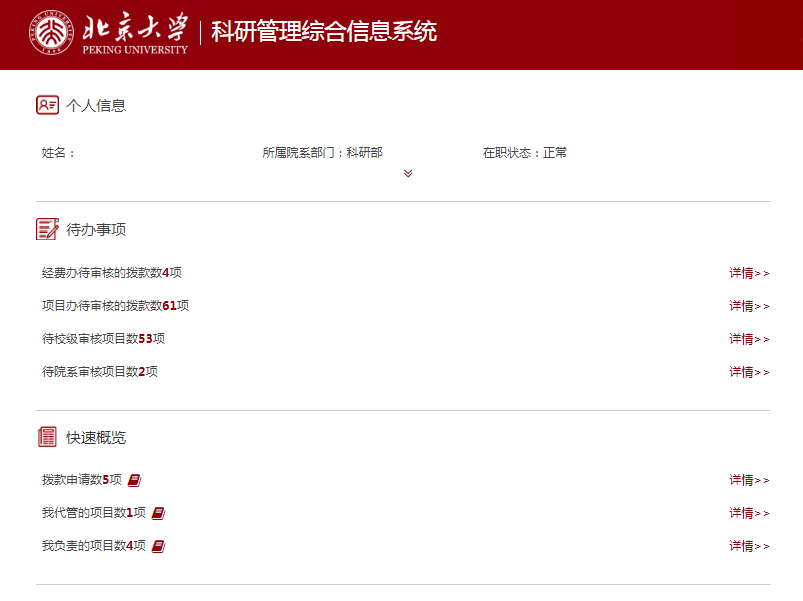 北京大学
PEKING UNIVERSITY
科研管理综合信息系统
个人信息
姓名：
所属院系部门：科研部
在职状态：正常
待办事项
经费办待审核的拨款数4项 详情>>
项目办待审核的拨款数61项 详情>>
待校级审核项目数53项 详情>>
待院系审核项目数2项 详情>>
快速概览
拨款申请数5项 详情>>
我代管的项目数1项 详情>>
我负责的项目数4项 详情>>